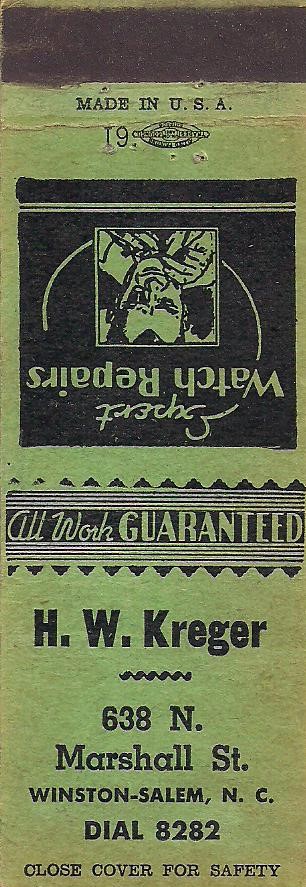 MADE IN U. S. A.
19
Expert
Watch Repairs
All Work GUARANTEED
H. W. Kreger
638 N.
Marshall St.
WINSTON-SALEM, N. C.
DIAL 8282
CLOSE COVER FOR SAFETY